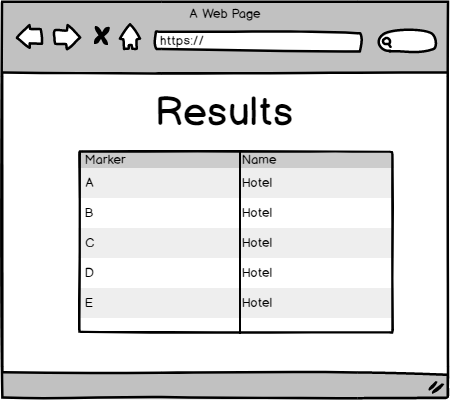 A Web Page
https://
Results
Marker Name
A Hotel
B Hotel
C Hotel
D Hotel
E Hotel